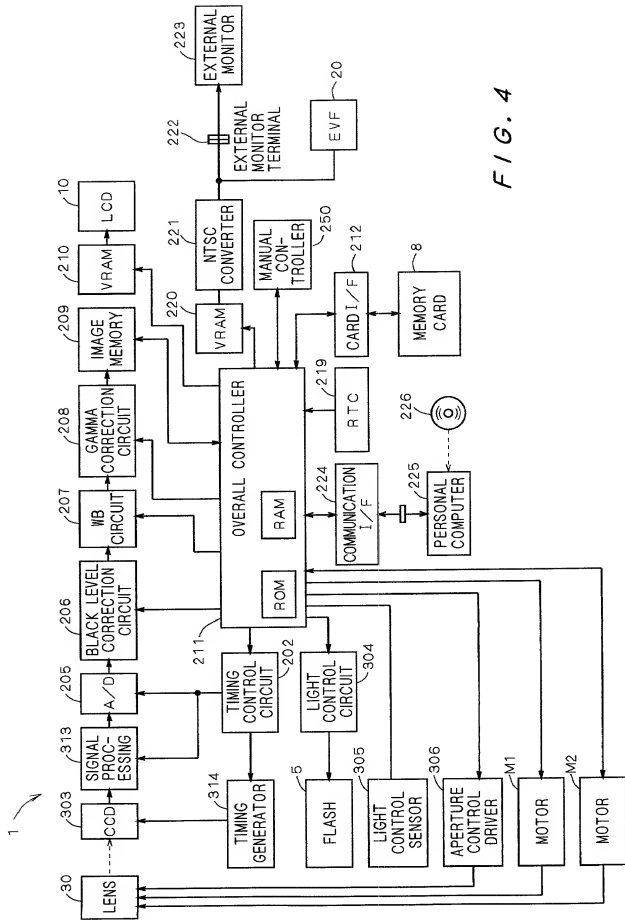 1
30
LENS
303
CCD
313
SIGNAL
PROC-
ESSING
205
A/D
206
BLACK LEVEL
CORRECTION
CIRCUIT
207
WB
CIRCUIT
208
GAMMA
CORRECTION
CIRCUIT
209
IMAGE
MEMORY
210
VRAM
10
LCD
314
TIMING
GENERATOR
202
TIMING
CONTROL
CIRCUIT
5
FLASH
304
LIGHT
CONTROL
CIRCUIT
305
LIGHT
CONTROL
SENSOR
306
APERTURE
CONTROL
DRIVER
M1
MOTOR
M2
MOTOR
211
OVERALL CONTROLLER
ROM
RAM
220
VRAM
221
NTSC
CONVERTER
222
EXTERNAL
MONITOR
TERMINAL
223
EXTERNAL
MONITOR
20
EVF
250
MANUAL
CON-
TROLLER
212
CARD I/F
8
MEMORY
CARD
219
RTC
224
COMMUNICATION
I/F
225
PERSONAL
COMPUTER
226
FIG. 4